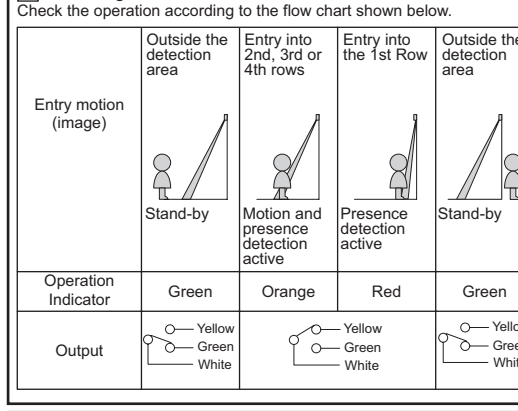 Check the operation according to the flow chart shown below.
Entry motion
(image)
Outside the
detection
area
Stand-by
Entry into
2nd, 3rd or
4th rows
Motion and
presence
detection
active
Entry into
the 1st Row
Presence
detection
active
Outside the
detection
area
Stand-by
Operation
Indicator
Green
Orange
Red
Green
Output
Yellow
Green
White
Yellow
Green
White
Yello
Gree
Whit